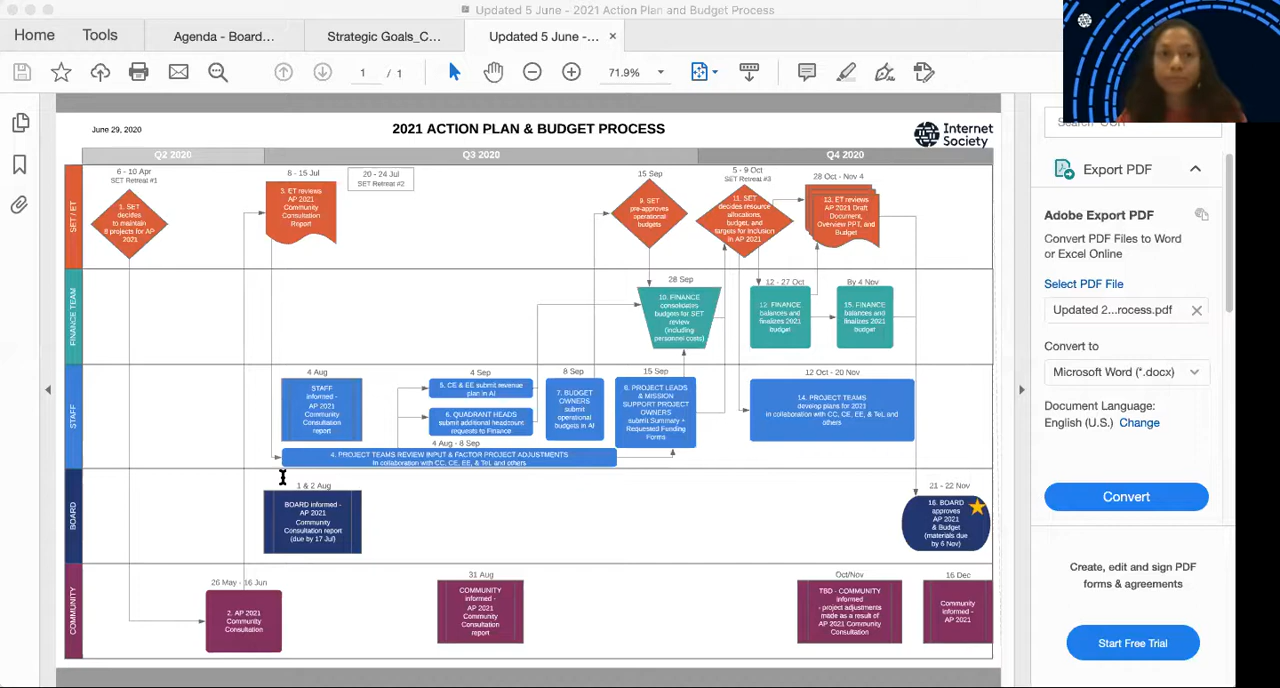 Updated 5 June - 2021 Action Plan and Budget Process
Home
Tools
Agenda - Board...
Strategic Goals_C...
Updated 5 June -...
1 / 1
71.9%
June 29, 2020
2021 ACTION PLAN & BUDGET PROCESS
Internet
Society
Q2 2020
Q3 2020
Q4 2020
SET / ET
6 - 10 Apr
SET Retreat #1
1. SET
decides
to maintain
8 projects for AP
2021
8 - 15 Jul
3. ET reviews
AP 2021
Community
Consultation
Report
20 - 24 Jul
SET Retreat #2
15 Sep
9. SET
pre-approves
operational
budgets
5 - 9 Oct
SET Retreat #3
11. SET
decides resource
allocations,
budget, and
targets for inclusion
in AP 2021
28 Oct - Nov 4
13. ET reviews
AP 2021 Draft
Document,
Overview PPT, and
Budget
FINANCE TEAM
28 Sep
10. FINANCE
consolidates
budgets for SET
review
(including
personnel costs)
12 - 27 Oct
12. FINANCE
balances and
finalizes 2021
budget
By 4 Nov
15. FINANCE
balances and
finalizes 2021
budget
STAFF
4 Aug
STAFF
informed -
AP 2021
Community
Consultation
report
4 Sep
5. CE & EE submit revenue
plan in AI
6. QUADRANT HEADS
submit additional headcount
requests to Finance
8 Sep
7. BUDGET
OWNERS
submit
operational
budgets in AI
15 Sep
8. PROJECT LEADS
& MISSION
SUPPORT PROJECT
OWNERS
submit Summary +
Requested Funding
Forms
4 Aug - 8 Sep
4. PROJECT TEAMS REVIEW INPUT & FACTOR PROJECT ADJUSTMENTS
In collaboration with CC, CE, EE, & TeL and others
12 Oct - 20 Nov
14. PROJECT TEAMS
develop plans for 2021
in collaboration with CC, CE, EE, & TeL and
others
BOARD
1 & 2 Aug
BOARD informed -
AP 2021
Community
Consultation report
(due by 17 Jul)
21 - 22 Nov
16. BOARD
approves
AP 2021
& Budget
(materials due
by 6 Nov)
COMMUNITY
26 May - 16 Jun
2. AP 2021
Community
Consultation
31 Aug
COMMUNITY
informed -
AP 2021
Community
Consultation
report
Oct/Nov
TBD - COMMUNITY
informed
- project adjustments
made as a result of
AP 2021 Community
Consultation
16 Dec
Community
informed -
AP 2021
Export PDF
Adobe Export PDF
Convert PDF Files to Word
or Excel Online
Select PDF File
Updated 2...rocess.pdf
Convert to
Microsoft Word (*.docx)
Document Language:
English (U.S.) Change
Convert
Create, edit and sign PDF
forms & agreements
Start Free Trial